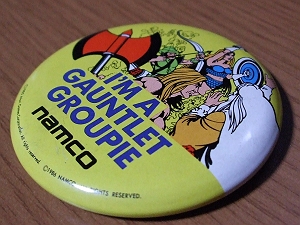 I'M A
GAUNTLET
GROUPIE
namco
©1986 NAMCO RIGHTS RESERVED.